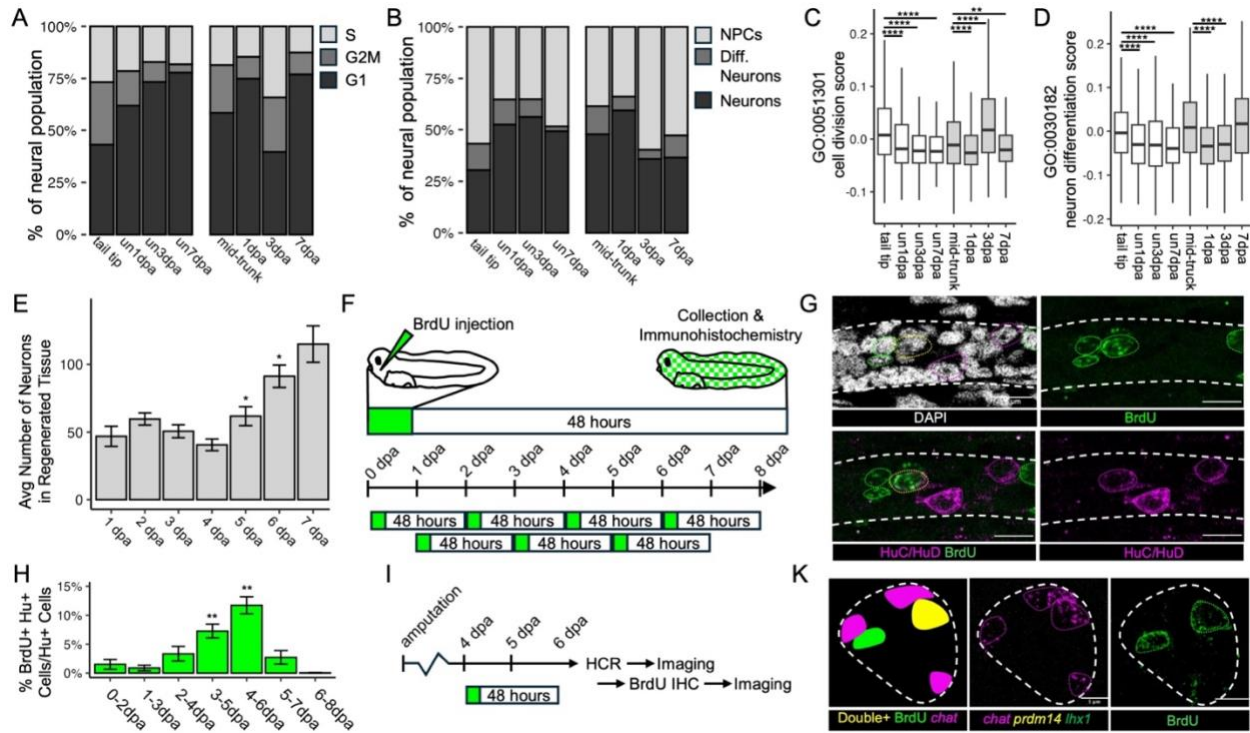 A
100%
75%
50%
25%
0%
% of neural population
tail tip
un1dpa
un3dpa
un7dpa
mid-trunk
1dpa
3dpa
7dpa
S
G2M
G1
B
100%
75%
50%
25%
0%
% of neural population
tail tip
un1dpa
un3dpa
un7dpa
mid-trunk
1dpa
3dpa
7dpa
NPCs
Diff.
Neurons
Neurons
C
GO:0051301
cell division score
0.2
0.1
0.0
-0.1
****
****
****
**
****
****
tail tip
un1dpa
un3dpa
un7dpa
mid-trunk
1dpa
3dpa
7dpa
D
GO:0030182
neuron differentiation score
0.2
0.1
0.0
-0.1
-0.2
****
****
****
****
****
tail tip
un1dpa
un3dpa
un7dpa
mid-truck
1dpa
3dpa
7dpa
E
Avg Number of Neurons
in Regenerated Tissue
100
50
0
*
*
1 dpa
2 dpa
3 dpa
4 dpa
5 dpa
6 dpa
7 dpa
F
BrdU injection
Collection &
Immunohistochemistry
48 hours
0 dpa
1 dpa
2 dpa
3 dpa
4 dpa
5 dpa
6 dpa
7 dpa
8 dpa
48 hours 48 hours 48 hours 48 hours
48 hours 48 hours 48 hours
G
DAPI
BrdU
HuC/HuD BrdU
HuC/HuD
H
% BrdU+ Hu+
Cells/Hu+ Cells
15%
10%
5%
0%
**
**
0-2dpa
1-3dpa
2-4dpa
3-5dpa
4-6dpa
5-7dpa
6-8dpa
I
amputation
4 dpa
5 dpa
6 dpa
48 hours
HCR Imaging
BrdU IHC Imaging
K
Double+ BrdU chat
chat prdm14 lhx1
BrdU